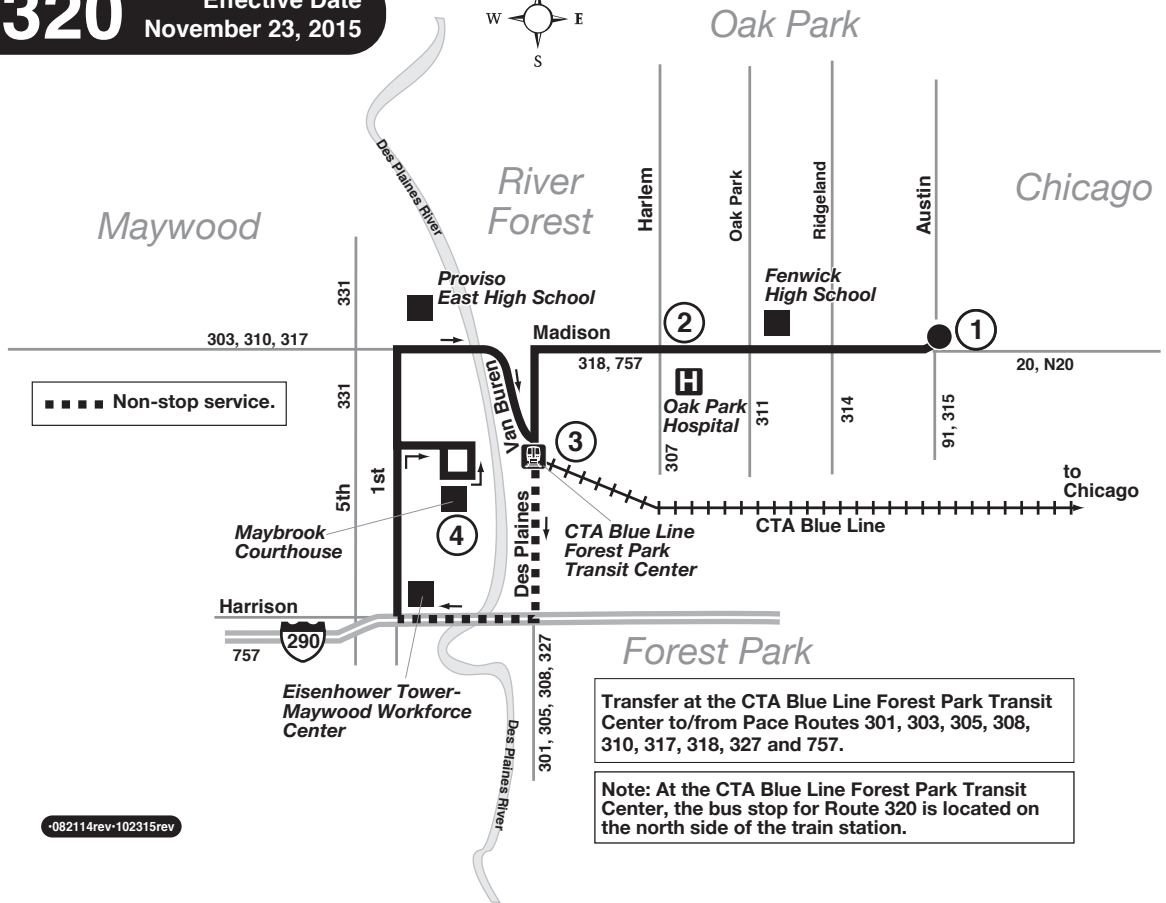 320
Effective Date
November 23, 2015
W
E
S
Oak Park
Maywood
River
Forest
Chicago
Des Plaines River
Harlem
Oak Park
Ridgeland
Austin
331
Proviso
East High School
Fenwick
High School
303, 310, 317
Madison
2
1
318, 757
20, N20
Non-stop service.
331
Van Buren
H
Oak Park
Hospital
307
311
314
91, 315
5th
1st
3
to
Chicago
CTA Blue Line
Maybrook
Courthouse
4
Des Plaines
CTA Blue Line
Forest Park
Transit Center
Harrison
290
757
Forest Park
Eisenhower Tower-
Maywood Workforce
Center
301, 305, 308, 327
Des Plaines River
Transfer at the CTA Blue Line Forest Park Transit
Center to/from Pace Routes 301, 303, 305, 308,
310, 317, 318, 327 and 757.
Note: At the CTA Blue Line Forest Park Transit
Center, the bus stop for Route 320 is located on
the north side of the train station.
•082114rev•102315rev